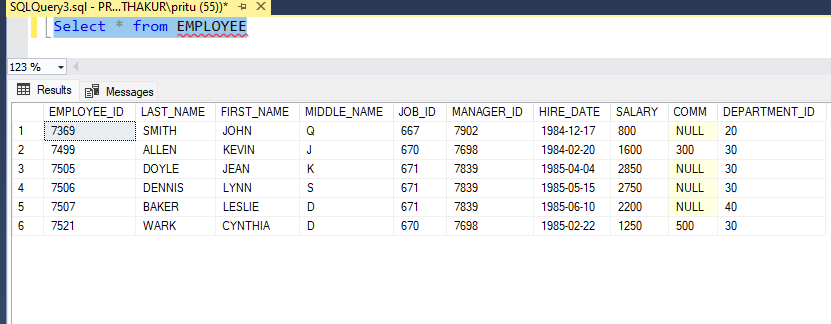 SQLQuery3.sql - PR...THAKUR\pritu (55))*
Select * from EMPLOYEE
123 %
Results Messages
EMPLOYEE_ID LAST_NAME FIRST_NAME MIDDLE_NAME JOB_ID MANAGER_ID HIRE_DATE SALARY COMM DEPARTMENT_ID
1 7369 SMITH JOHN Q 667 7902 1984-12-17 800 NULL 20
2 7499 ALLEN KEVIN J 670 7698 1984-02-20 1600 300 30
3 7505 DOYLE JEAN K 671 7839 1985-04-04 2850 NULL 30
4 7506 DENNIS LYNN S 671 7839 1985-05-15 2750 NULL 30
5 7507 BAKER LESLIE D 671 7839 1985-06-10 2200 NULL 40
6 7521 WARK CYNTHIA D 670 7698 1985-02-22 1250 500 30